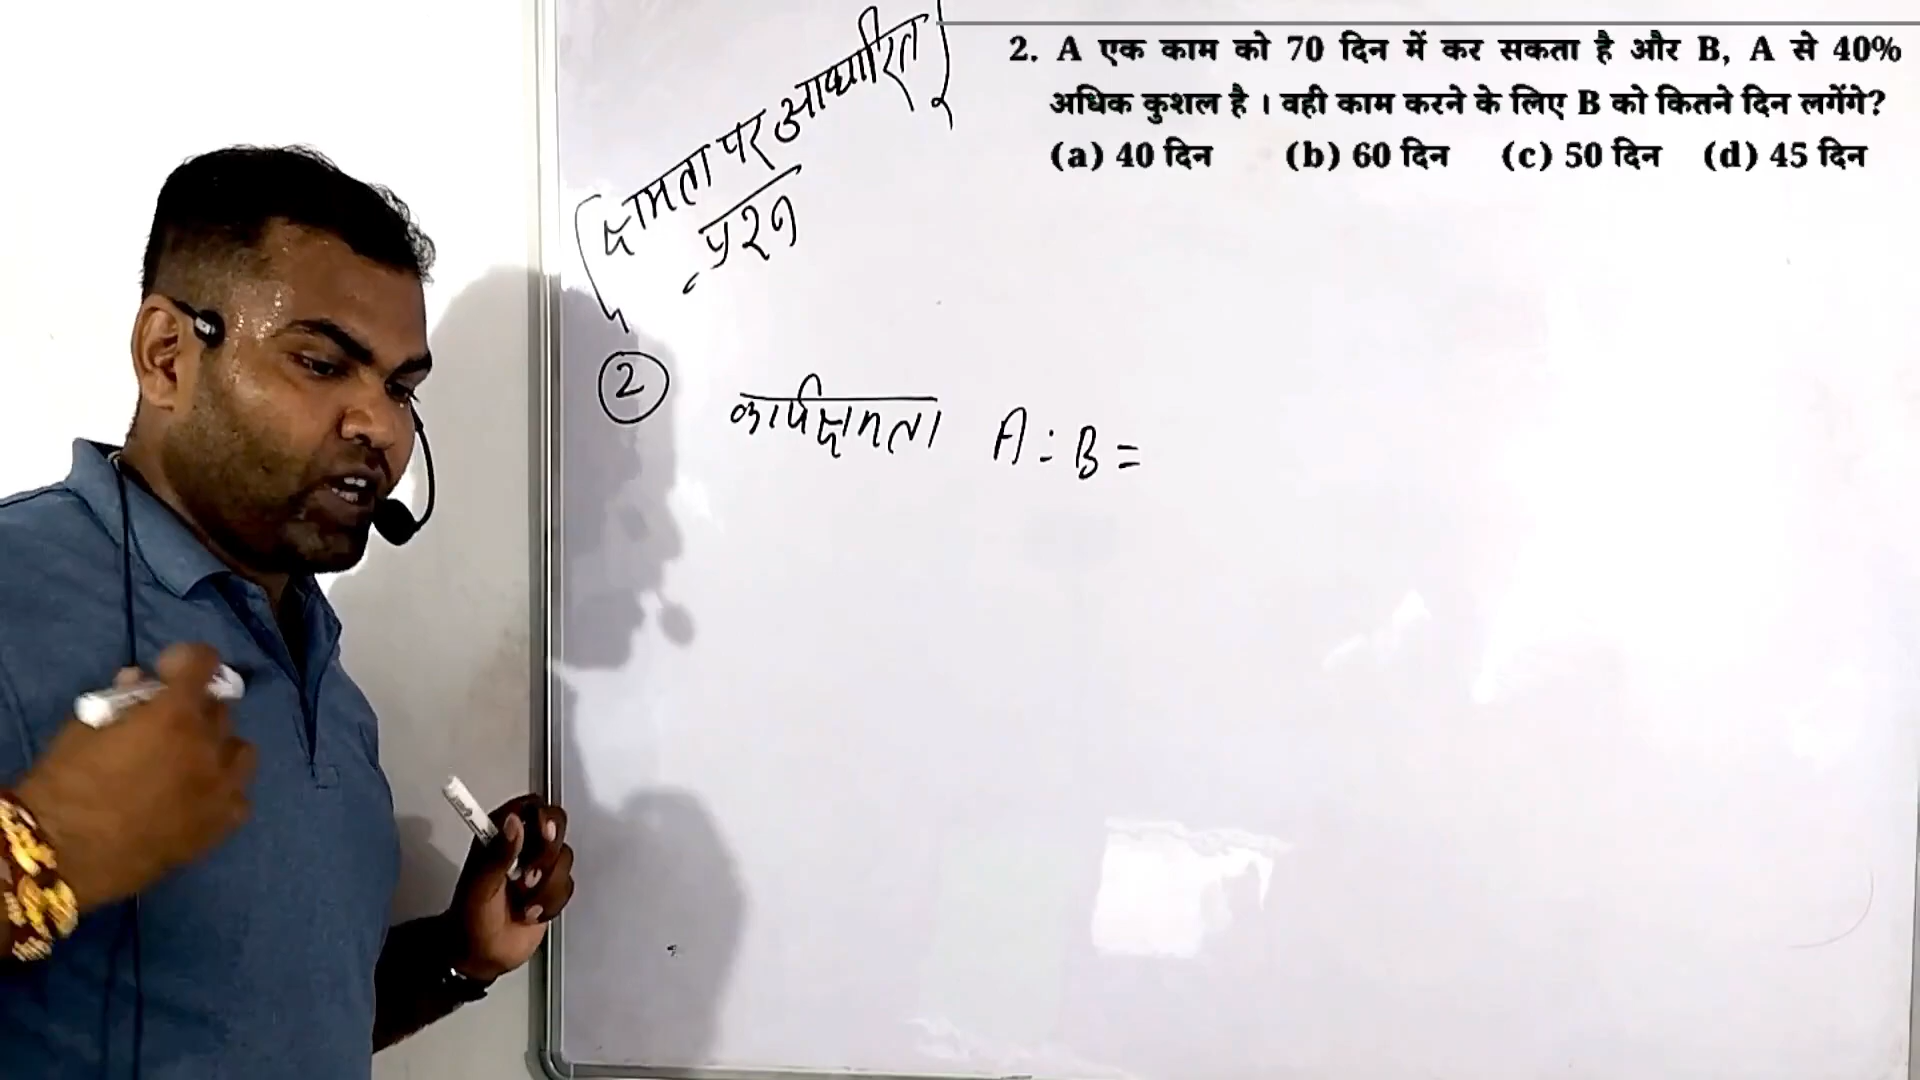 2. A एक काम को 70 दिन में कर सकता है और B, A से 40%
अधिक कुशल है । वही काम करने के लिए B को कितने दिन लगेंगे?
(a) 40 दिन (b) 60 दिन (c) 50 दिन (d) 45 दिन
(क्षमता पर आधारित)
प्रश्न
2
कार्यक्षमता A : B =